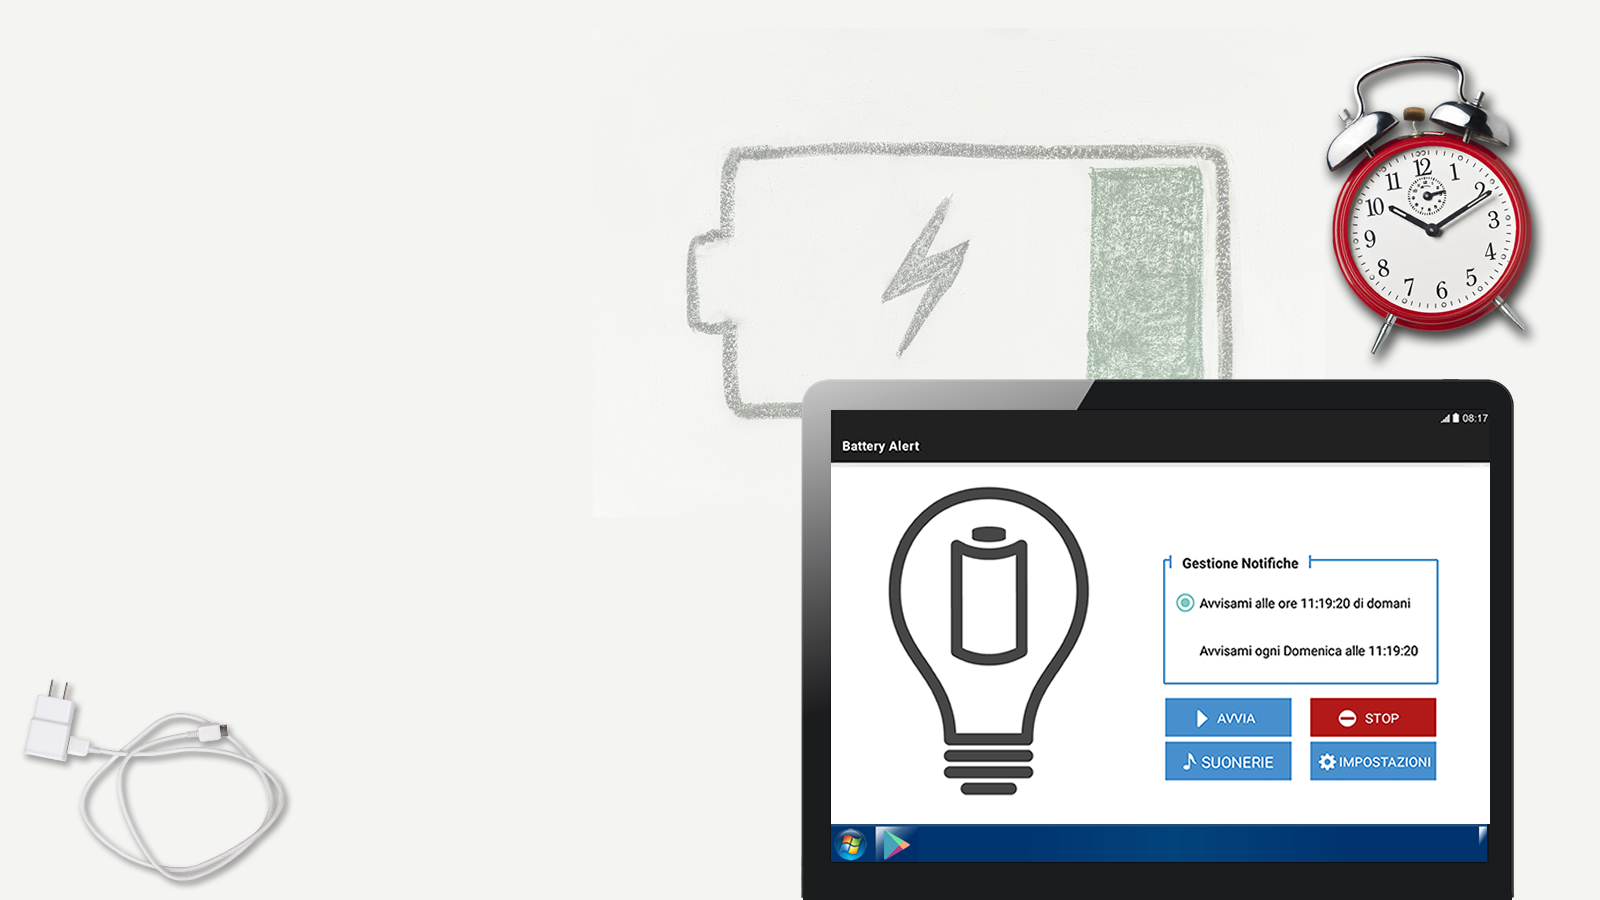 12
1
2
3
4
5
6
7
8
9
10
11
08:17
Battery Alert
Gestione Notifiche
Avvisami alle ore 11:19:20 di domani
Avvisami ogni Domenica alle 11:19:20
AVVIA
STOP
SUONERIE
IMPOSTAZIONI